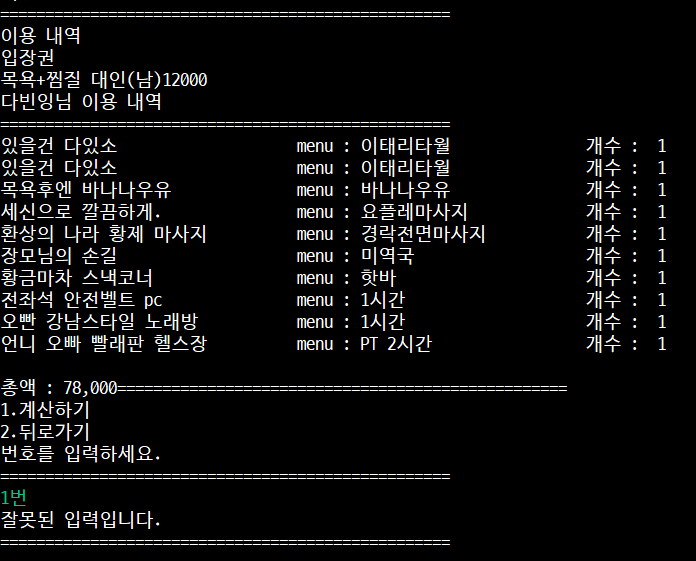 ==================================================
이용 내역
입장권
목욕+찜질 대인(남)12000
다빈잉님 이용 내역
==================================================
있을건 다있소 menu : 이태리타월 개수 : 1
있을건 다있소 menu : 이태리타월 개수 : 1
목욕후엔 바나나우유 menu : 바나나우유 개수 : 1
세신으로 깔끔하게. menu : 요플레마사지 개수 : 1
환상의 나라 황제 마사지 menu : 경락전면마사지 개수 : 1
장모님의 손길 menu : 미역국 개수 : 1
황금마차 스낵코너 menu : 핫바 개수 : 1
전좌석 안전벨트 pc menu : 1시간 개수 : 1
오빤 강남스타일 노래방 menu : 1시간 개수 : 1
언니 오빠 빨래판 헬스장 menu : PT 2시간 개수 : 1
총액 : 78,000==================================================
1.계산하기
2.뒤로가기
번호를 입력하세요.
==================================================
1번
잘못된 입력입니다.
==================================================